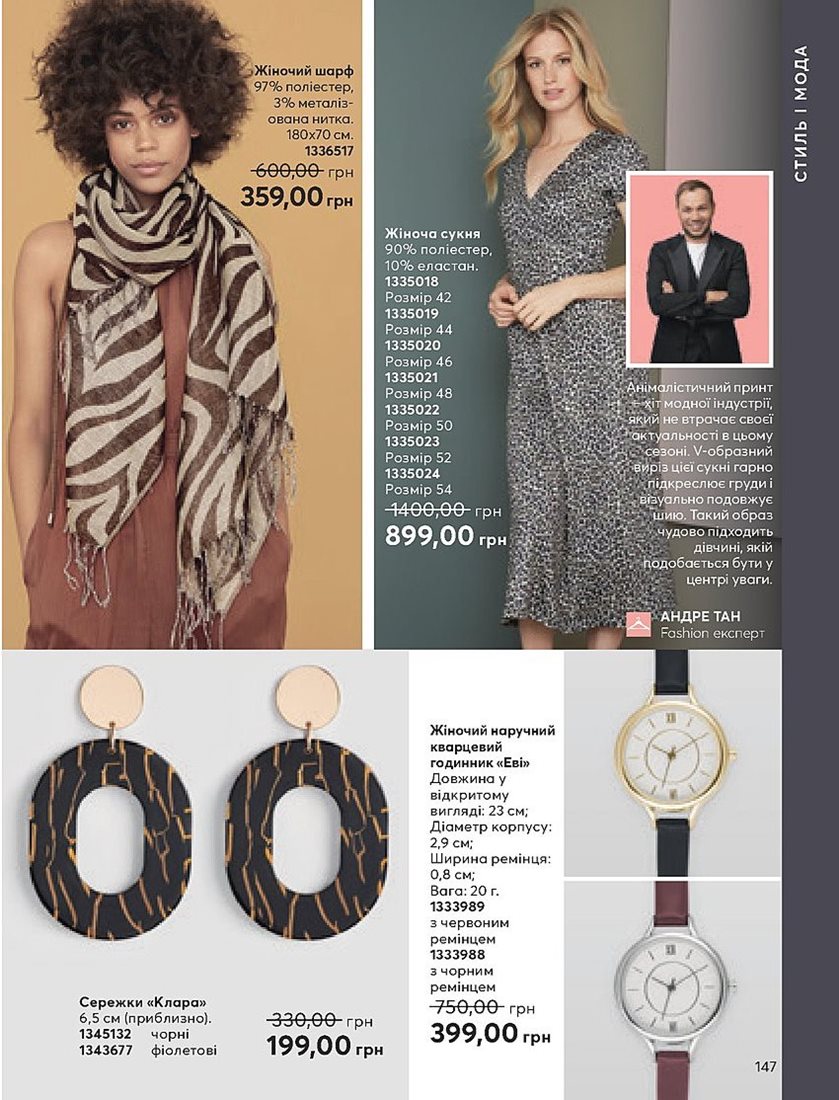 Жіночий шарф
97% поліестер,
3% металіз-
ована нитка.
180х70 см.
1336517
600,00 грн
359,00 грн
Жіноча сукня
90% поліестер,
10% еластан.
1335018
Розмір 42
1335019
Розмір 44
1335020
Розмір 46
1335021
Розмір 48
1335022
Розмір 50
1335023
Розмір 52
1335024
Розмір 54
1400,00 грн
899,00 грн
СТИЛЬ | МОДА
Анімалістичний принт
– хіт модної індустрії,
який не втрачає своєї
актуальності в цьому
сезоні. V-образний
виріз цієї сукні гарно
підкреслює груди і
візуально подовжує
шию. Такий образ
чудово підходить
дівчині, якій
подобається бути у
центрі уваги.
АНДРЕ ТАН
Fashion експерт
Сережки «Клара»
6,5 см (приблизно).
1345132 чорні
1343677 фіолетові
330,00 грн
199,00 грн
Жіночий наручний
кварцевий
годинник «Еві»
Довжина у
відкритому
вигляді: 23 см;
Діаметр корпусу:
2,9 см;
Ширина ремінця:
0,8 см;
Вага: 20 г.
1333989
з червоним
ремінцем
1333988
з чорним
ремінцем
750,00 грн
399,00 грн
147